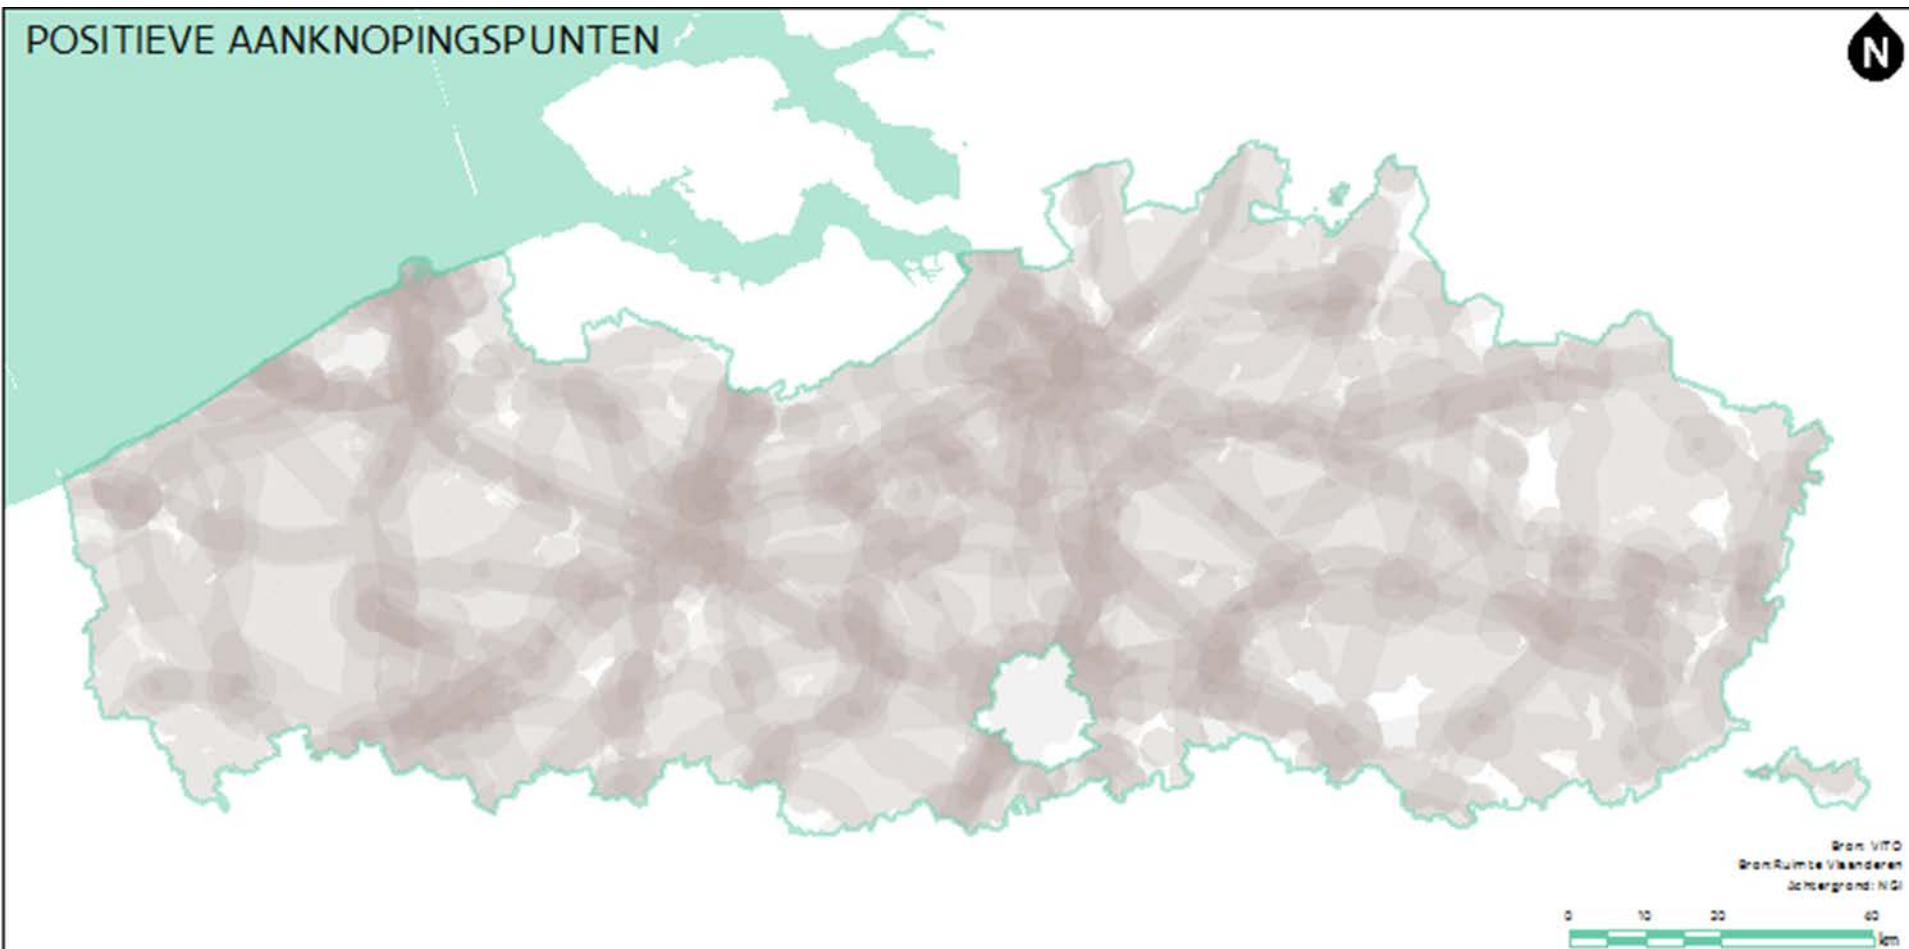 POSITIEVE AANKNOPINGSPUNTEN
N
Bron: VITO
Bron:Ruimte Vlaanderen
Achtergrond: NGI
0 10 20 40
km